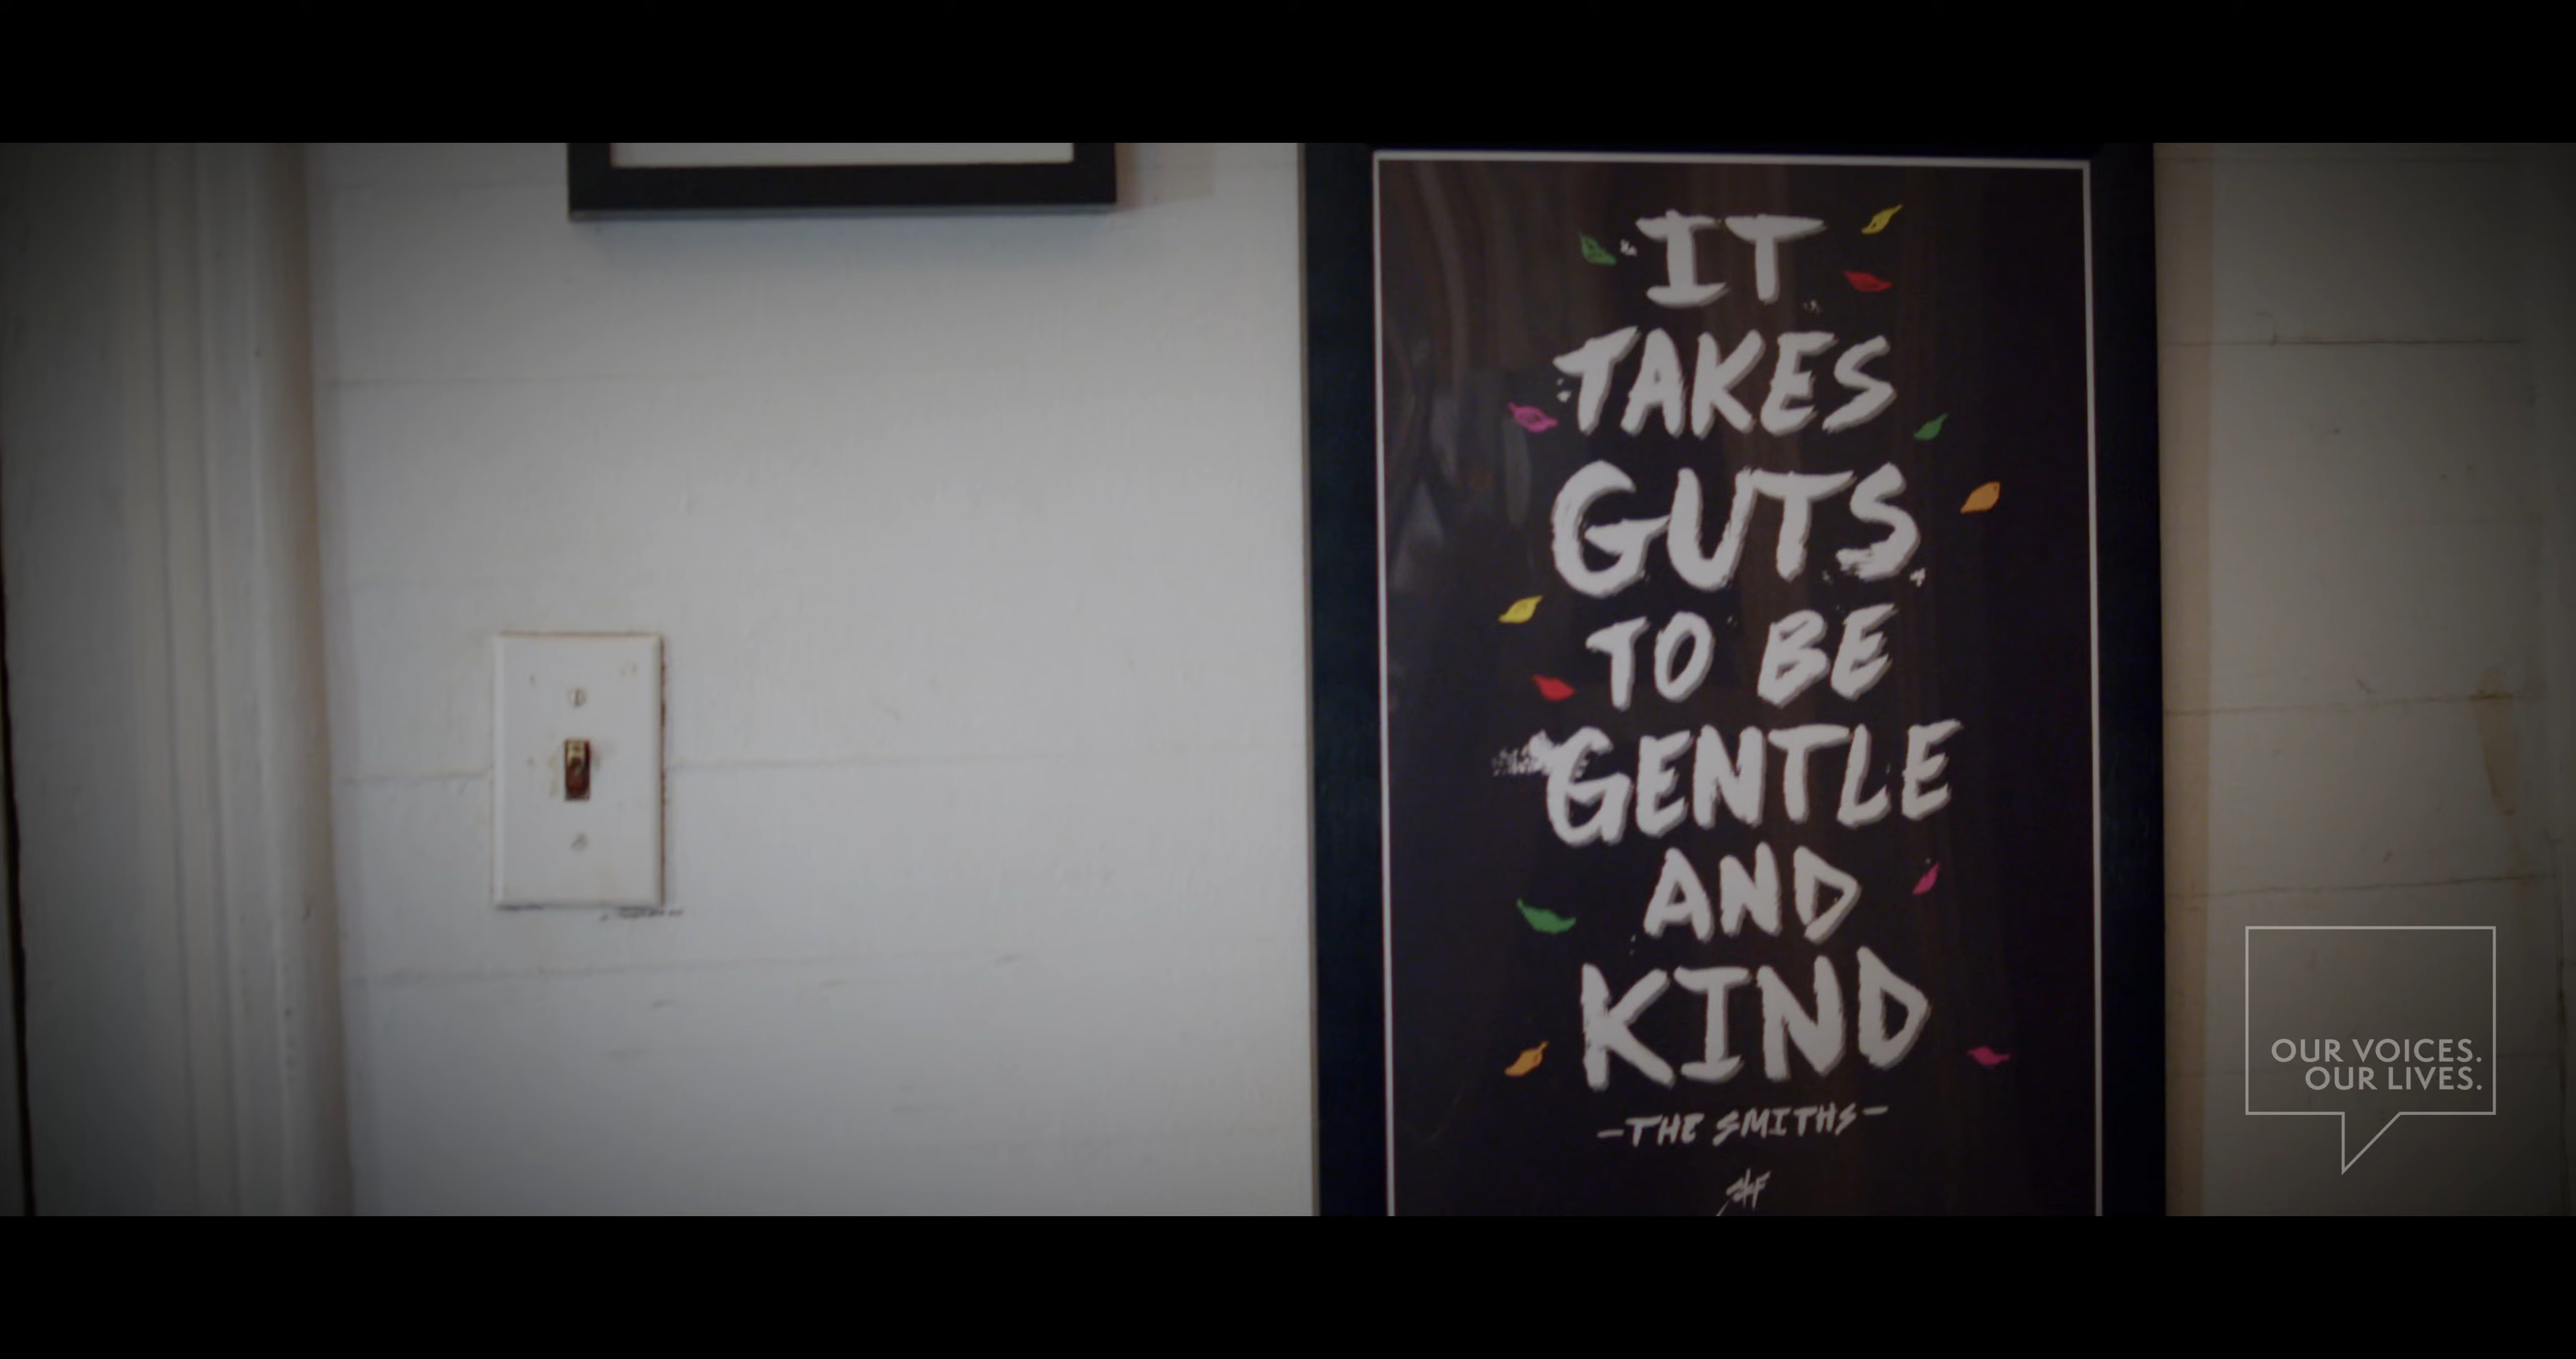 IT
TAKES
GUTS
TO BE
GENTLE
AND
KIND
-THE SMITHS-
OUR VOICES.
OUR LIVES.